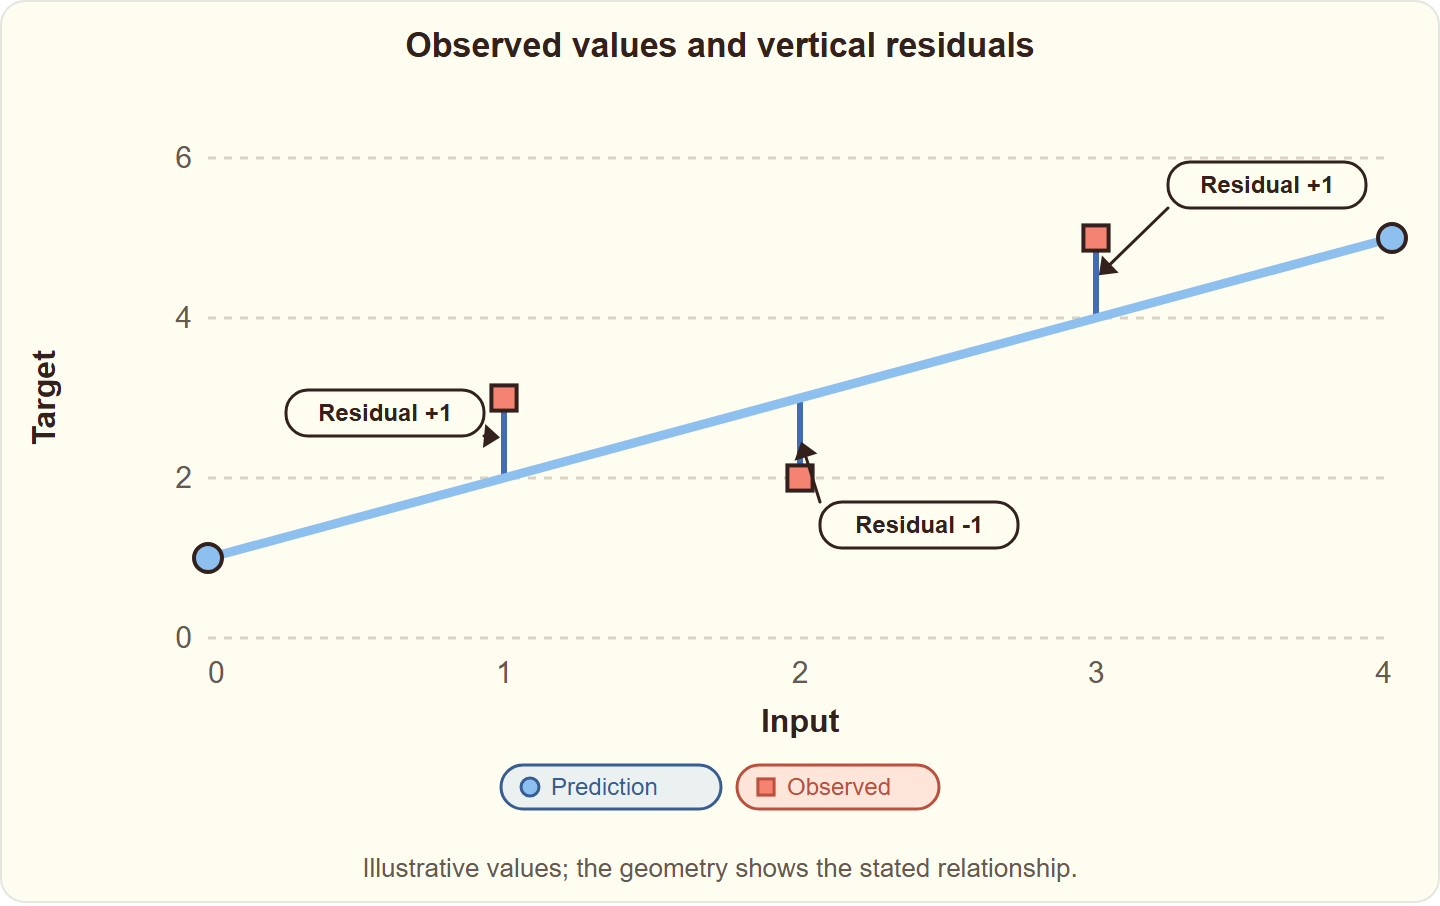 Observed values and vertical residuals
6
Residual +1
4
Target
Residual +1
2
Residual -1
0
0 1 2 3 4
Input
Prediction
Observed
Illustrative values; the geometry shows the stated relationship.